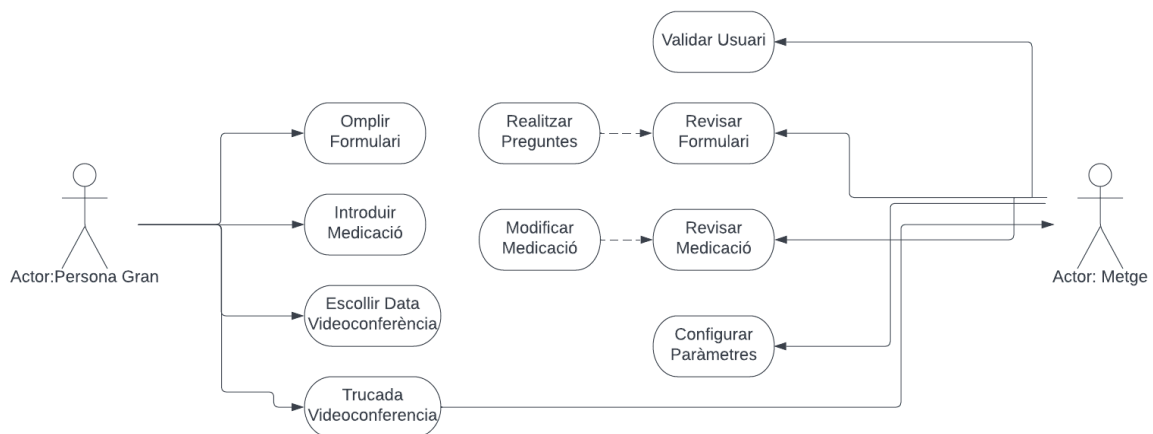 Validar Usuari
Omplir
Formulari
Realitzar
Preguntes
Revisar
Formulari
Introduir
Medicació
Modificar
Medicació
Revisar
Medicació
Actor:Persona Gran
Actor: Metge
Escollir Data
Videoconferència
Configurar
Paràmetres
Trucada
Videoconferencia